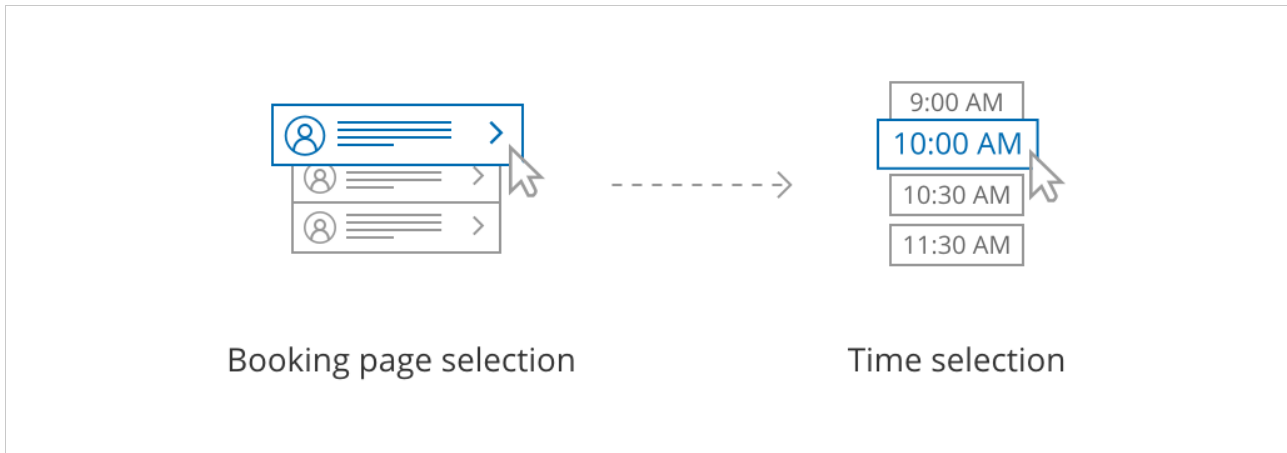 9:00 AM
10:00 AM
10:30 AM
11:30 AM
Booking page selection
Time selection